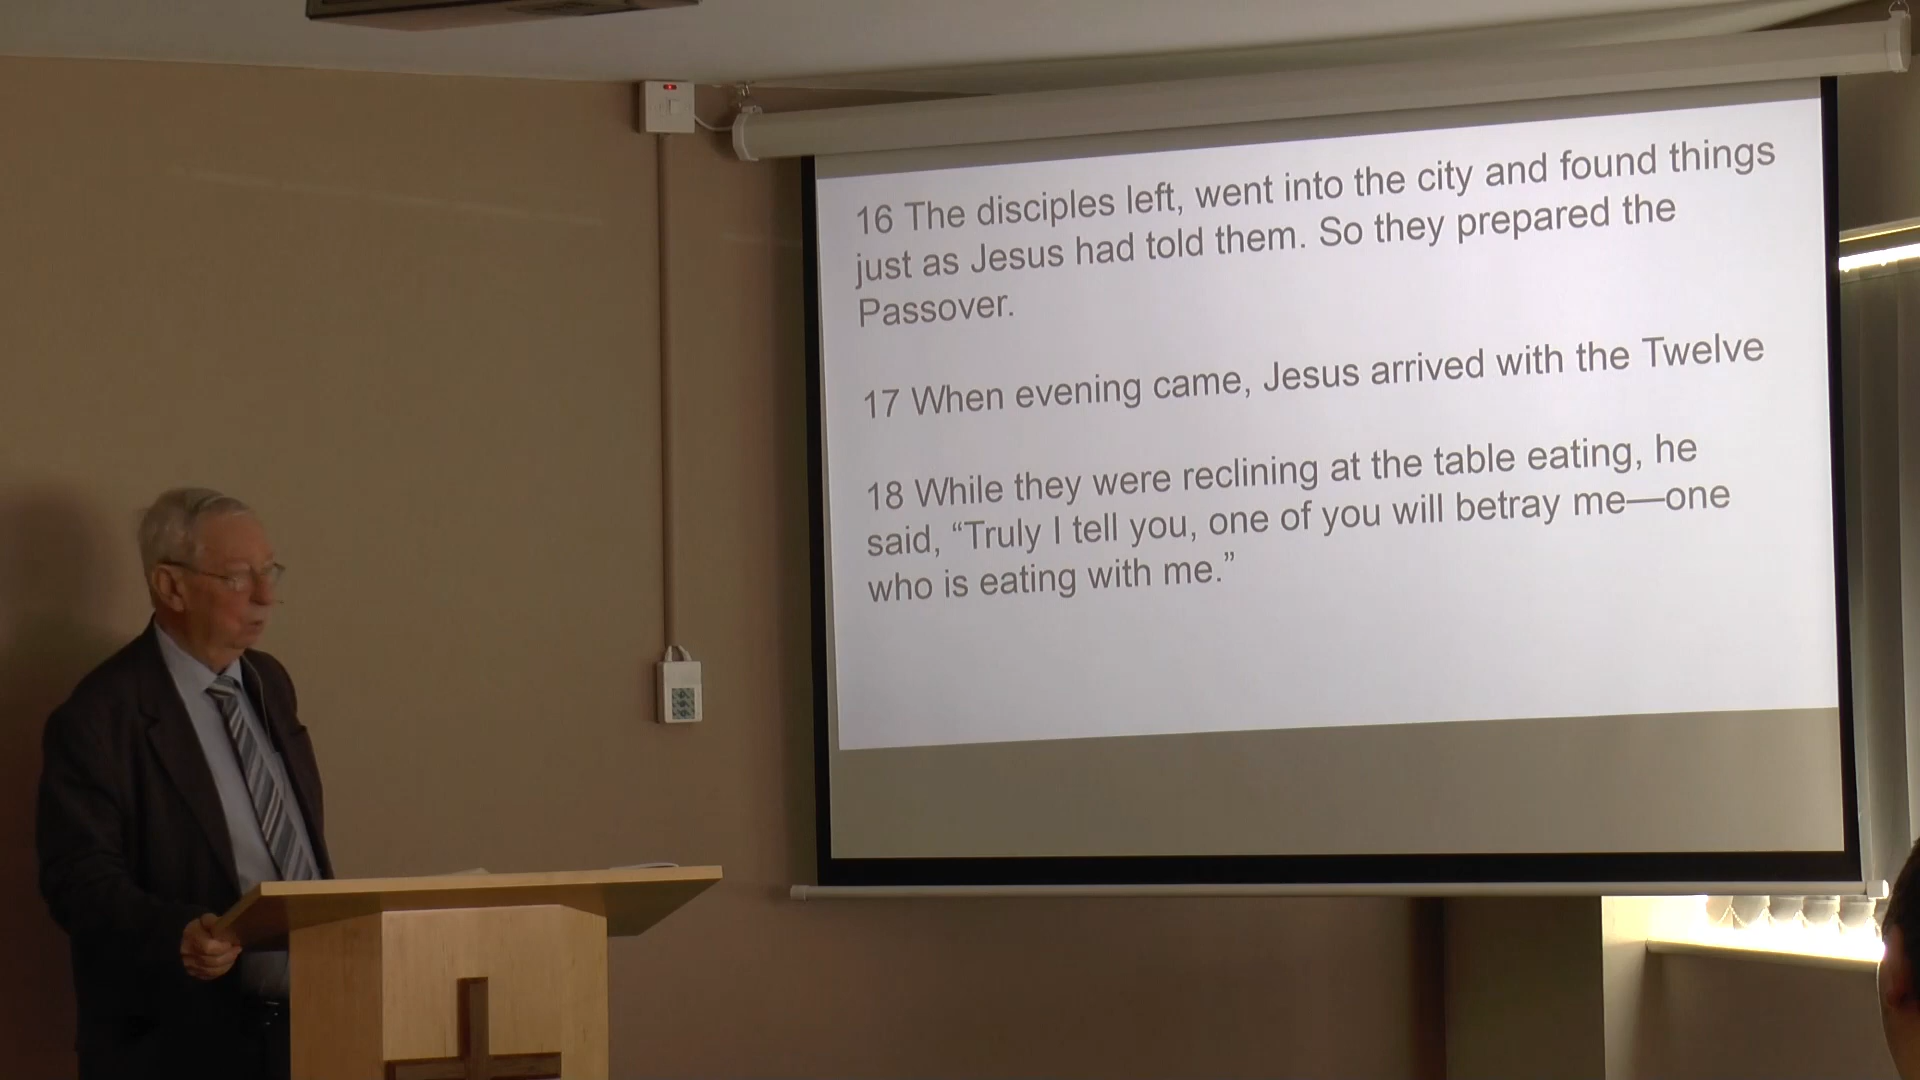 16 The disciples left, went into the city and found things
just as Jesus had told them. So they prepared the
Passover.
17 When evening came, Jesus arrived with the Twelve
18 While they were reclining at the table eating, he
said, “Truly I tell you, one of you will betray me—one
who is eating with me.”